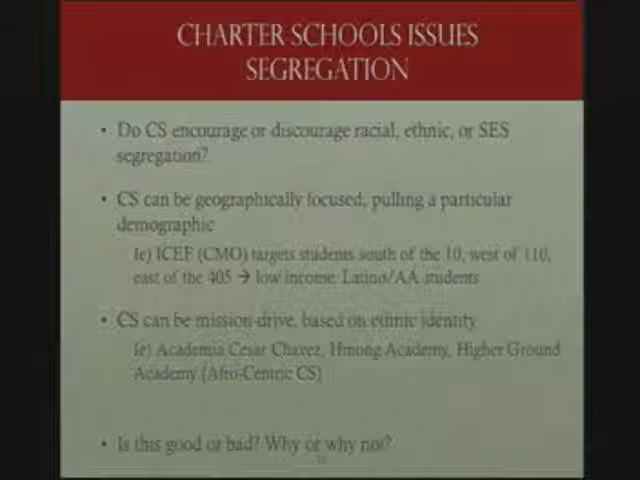 CHARTER SCHOOLS ISSUES
SEGREGATION
• Do CS encourage or discourage racial, ethnic, or SES
segregation?
• CS can be geographically focused, pulling a particular
demographic
Ie) ICEF (CMO) targets students south of the 10, west of 110,
east of the 405 → low income Latino/AA students
• CS can be mission-drive, based on ethnic identity
Ie) Academia Cesar Chavez, Hmong Academy, Higher Ground
Academy (Afro-Centric CS)
• Is this good or bad? Why or why not?